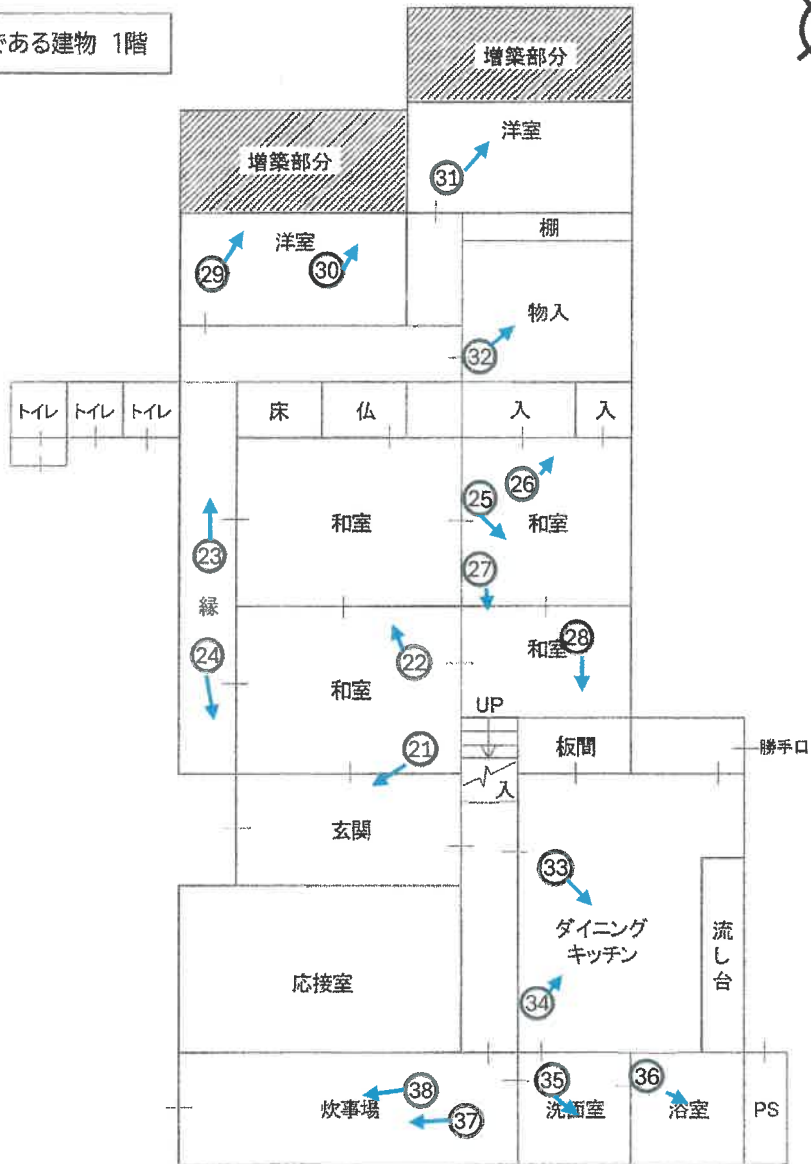 である建物 1階
増築部分
増築部分
洋室
31
洋室
29
30
棚
物入
32
トイレ
トイレ
トイレ
床
仏
入
入
和室
25
26
和室
23
27
縁
24
22
和室
和室
28
UP
21
板間
勝手口
入
玄関
33
ダイニング
キッチン
流し台
応接室
34
38
炊事場
37
35
洗面室
36
浴室
PS